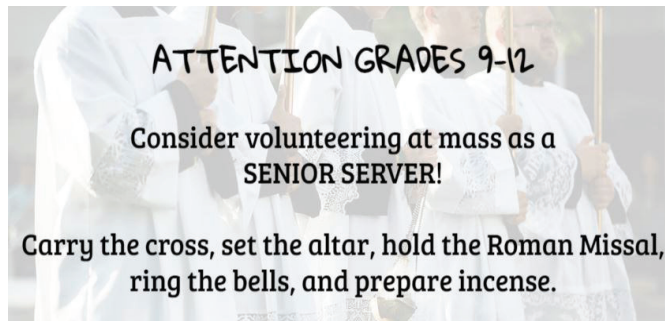 ATTENTION GRADES 9-12
Consider volunteering at mass as a
SENIOR SERVER!
Carry the cross, set the altar, hold the Roman Missal,
ring the bells, and prepare incense.